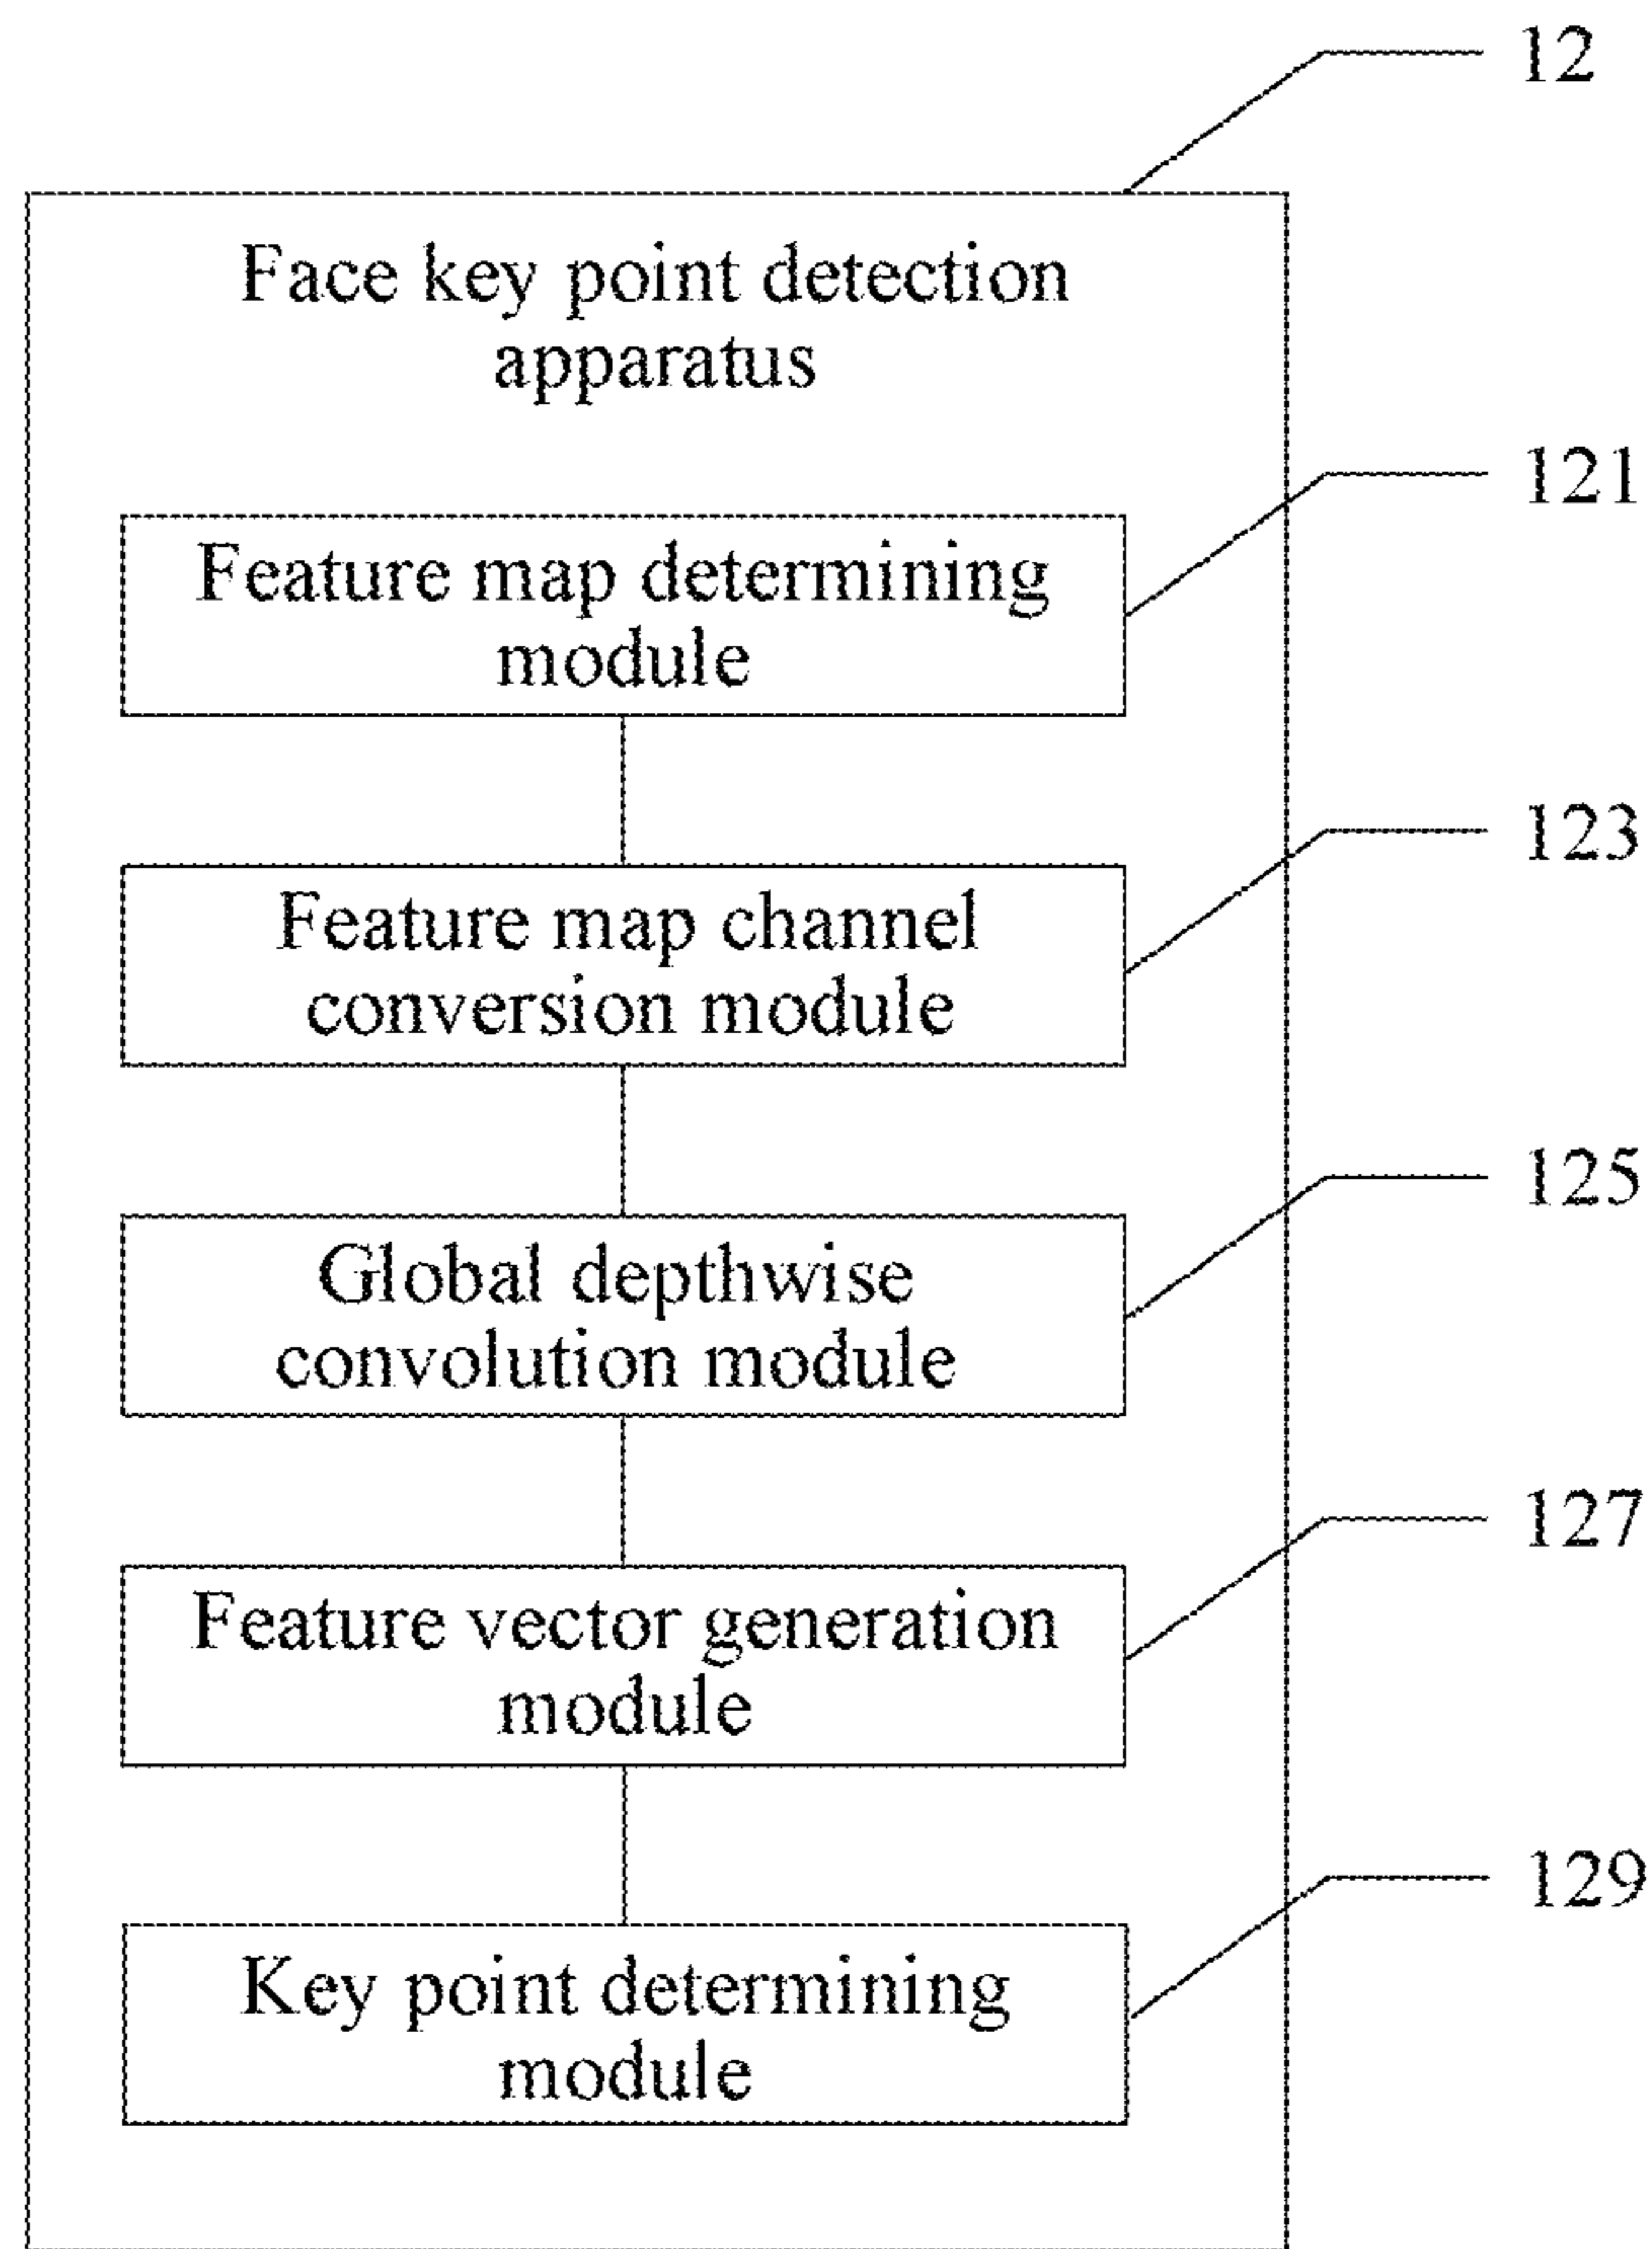 12
Face key point detection
apparatus
121
Feature map determining
module
123
Feature map channel
conversion module
125
Global depthwise
convolution module
127
Feature vector generation
module
129
Key point determining
module